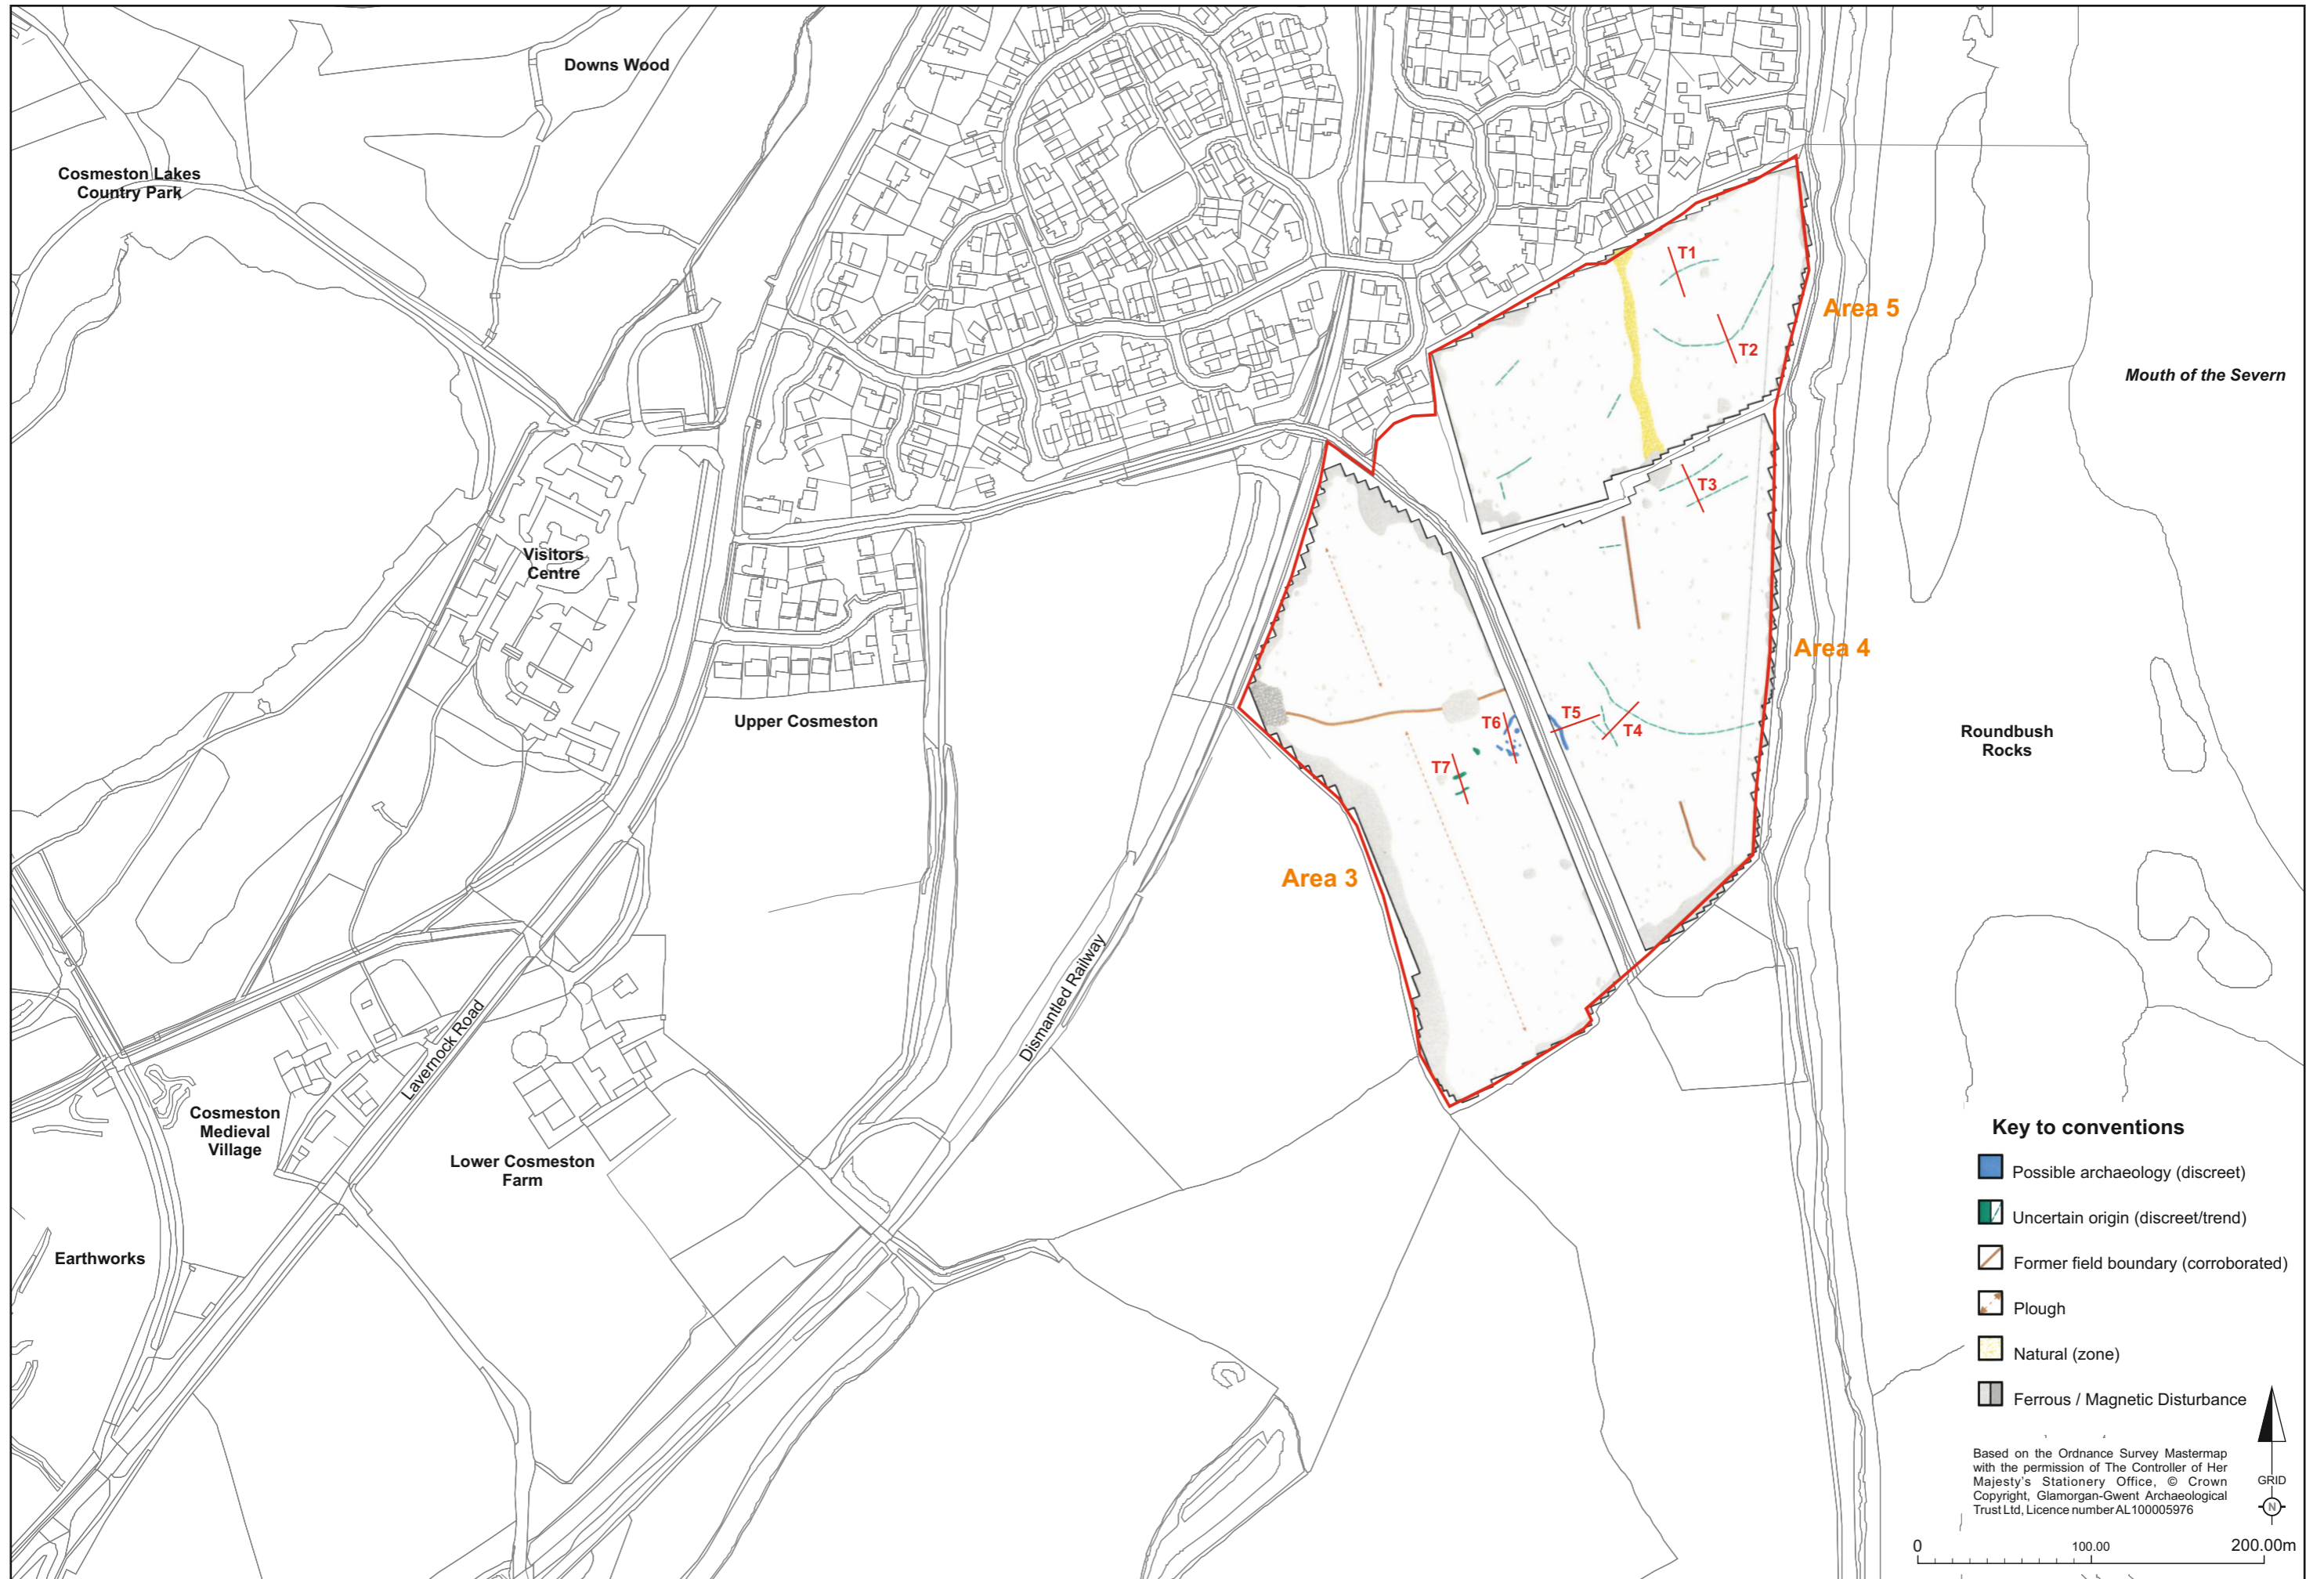 Downs Wood
Cosmeston Lakes
Country Park
T1
Area 5
T2
Mouth of the Severn
T3
Visitors
Centre
Area 4
Upper Cosmeston
T6
T5
T4
Roundbush
Rocks
T7
Area 3
Dismantled Railway
Lavernock Road
Cosmeston
Medieval
Village
Lower Cosmeston
Farm
Earthworks
Key to conventions
Possible archaeology (discreet)
Uncertain origin (discreet/trend)
Former field boundary (corroborated)
Plough
Natural (zone)
Ferrous / Magnetic Disturbance
Based on the Ordnance Survey Mastermap
with the permission of The Controller of Her
Majesty's Stationery Office, © Crown
Copyright, Glamorgan-Gwent Archaeological
Trust Ltd, Licence number AL100005976
GRID
N
0 100.00 200.00m